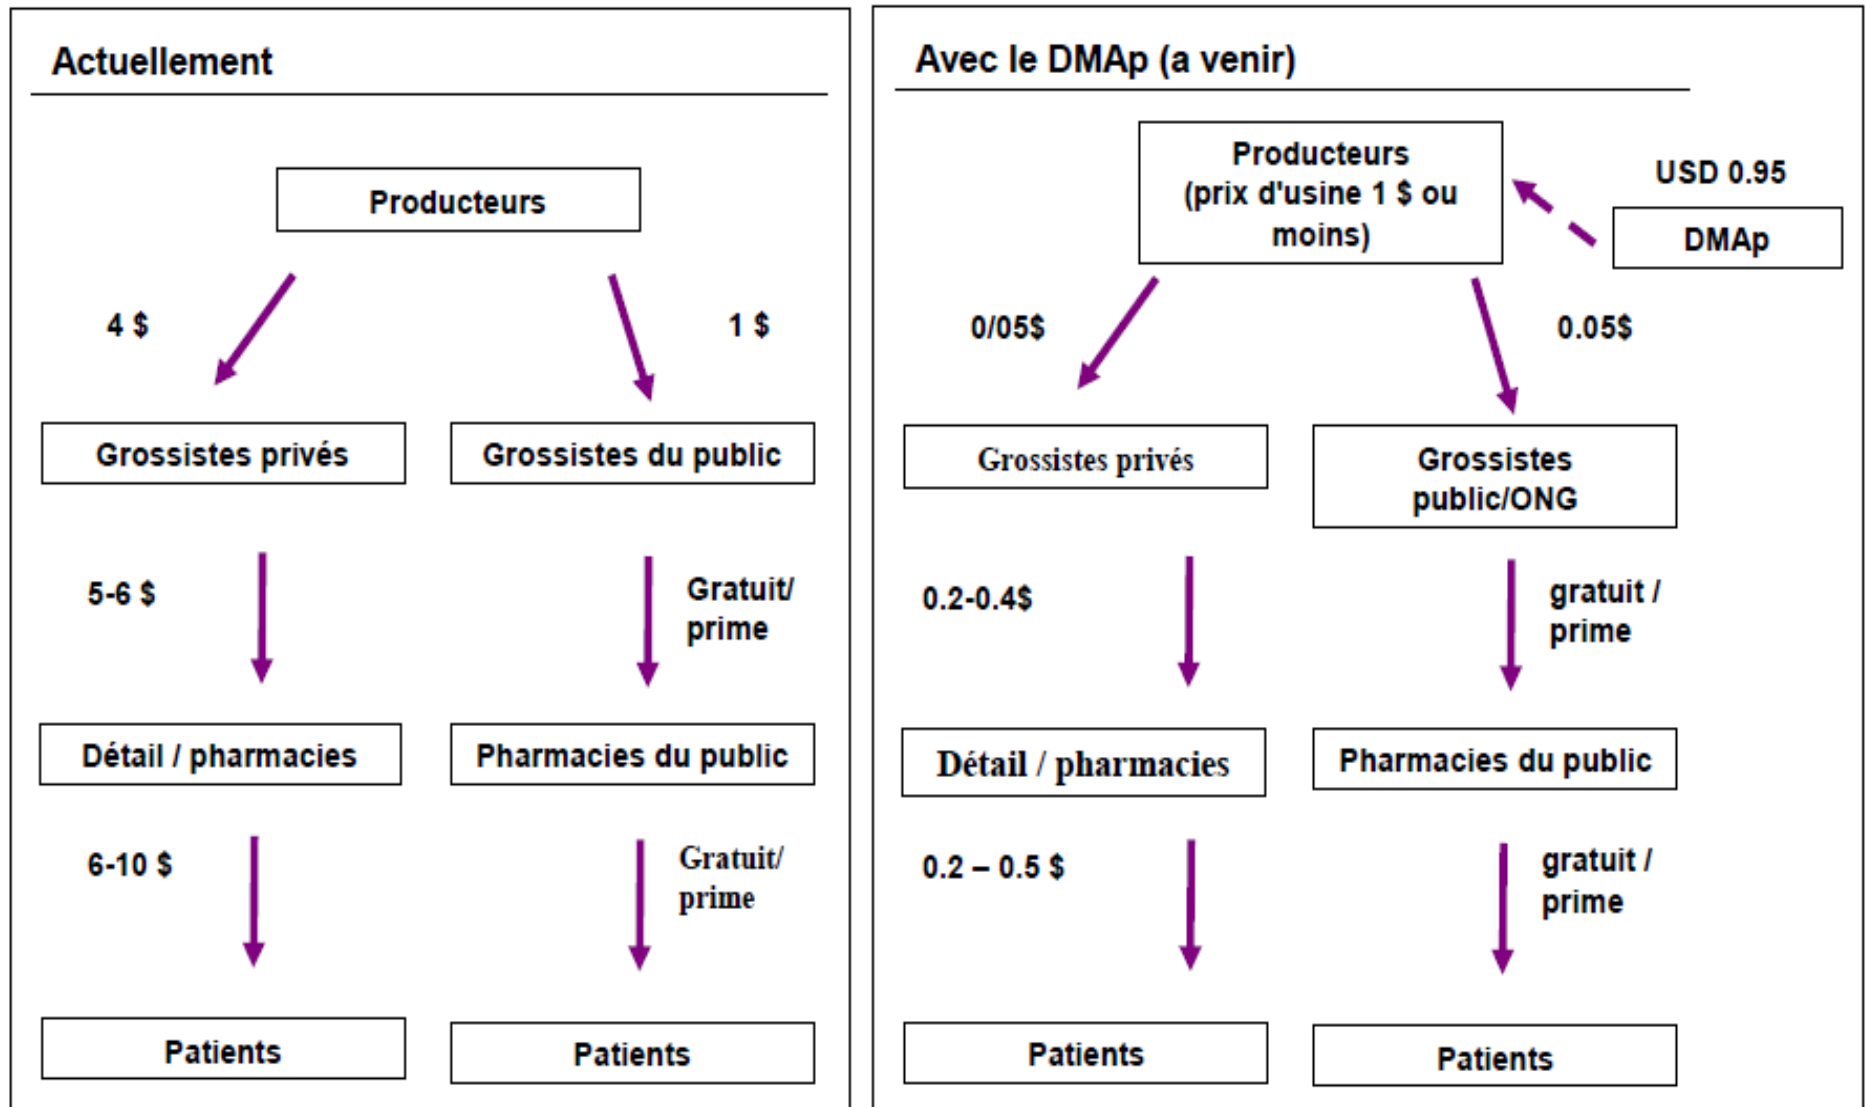 Actuellement
Producteurs
4 $
1 $
Grossistes privés
Grossistes du public
5-6 $
Gratuit/
prime
Détail / pharmacies
Pharmacies du public
6-10 $
Gratuit/
prime
Patients
Patients
Avec le DMAp (a venir)
Producteurs
(prix d'usine 1 $ ou
moins)
USD 0.95
DMAp
0/05$
0.05$
Grossistes privés
Grossistes
public/ONG
0.2-0.4$
gratuit /
prime
Détail / pharmacies
Pharmacies du public
0.2 – 0.5 $
gratuit /
prime
Patients
Patients